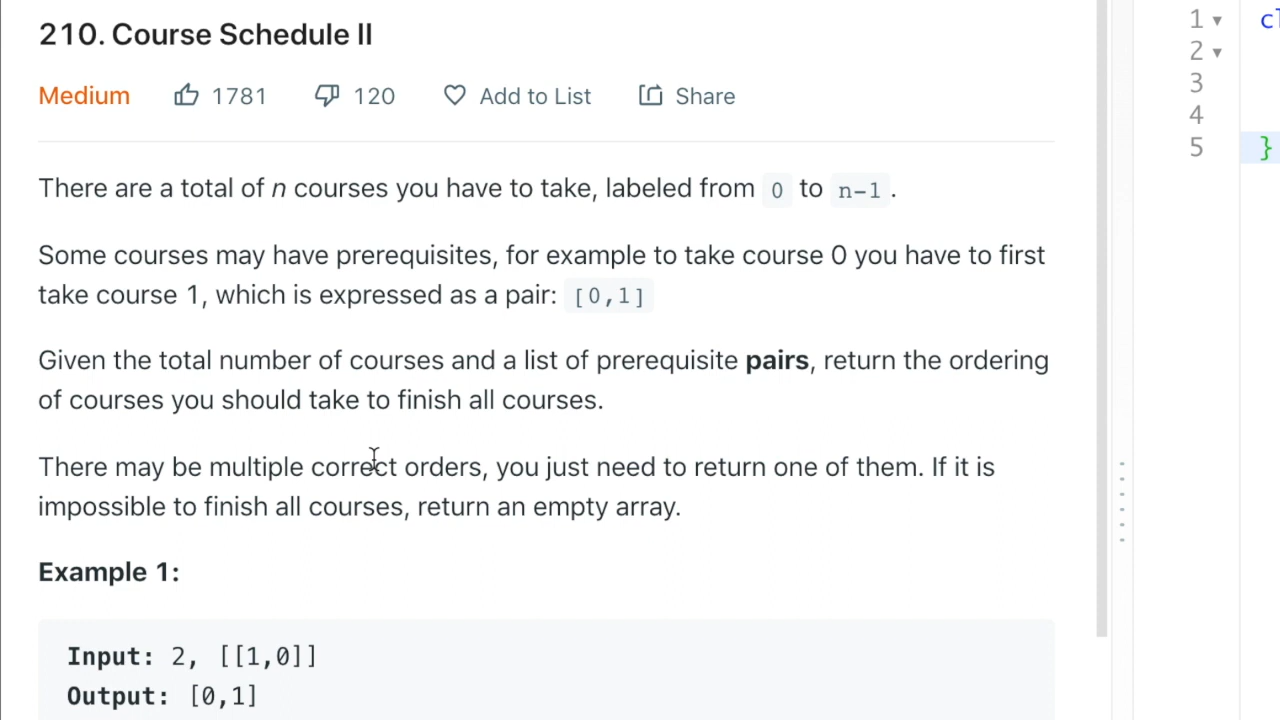 210. Course Schedule II
Medium 1781 120 Add to List Share
There are a total of n courses you have to take, labeled from 0 to n-1.
Some courses may have prerequisites, for example to take course 0 you have to first
take course 1, which is expressed as a pair: [0,1]
Given the total number of courses and a list of prerequisite pairs, return the ordering
of courses you should take to finish all courses.
There may be multiple correct orders, you just need to return one of them. If it is
impossible to finish all courses, return an empty array.
Example 1:
Input: 2, [[1,0]]
Output: [0,1]
1
2
3
4
5 }